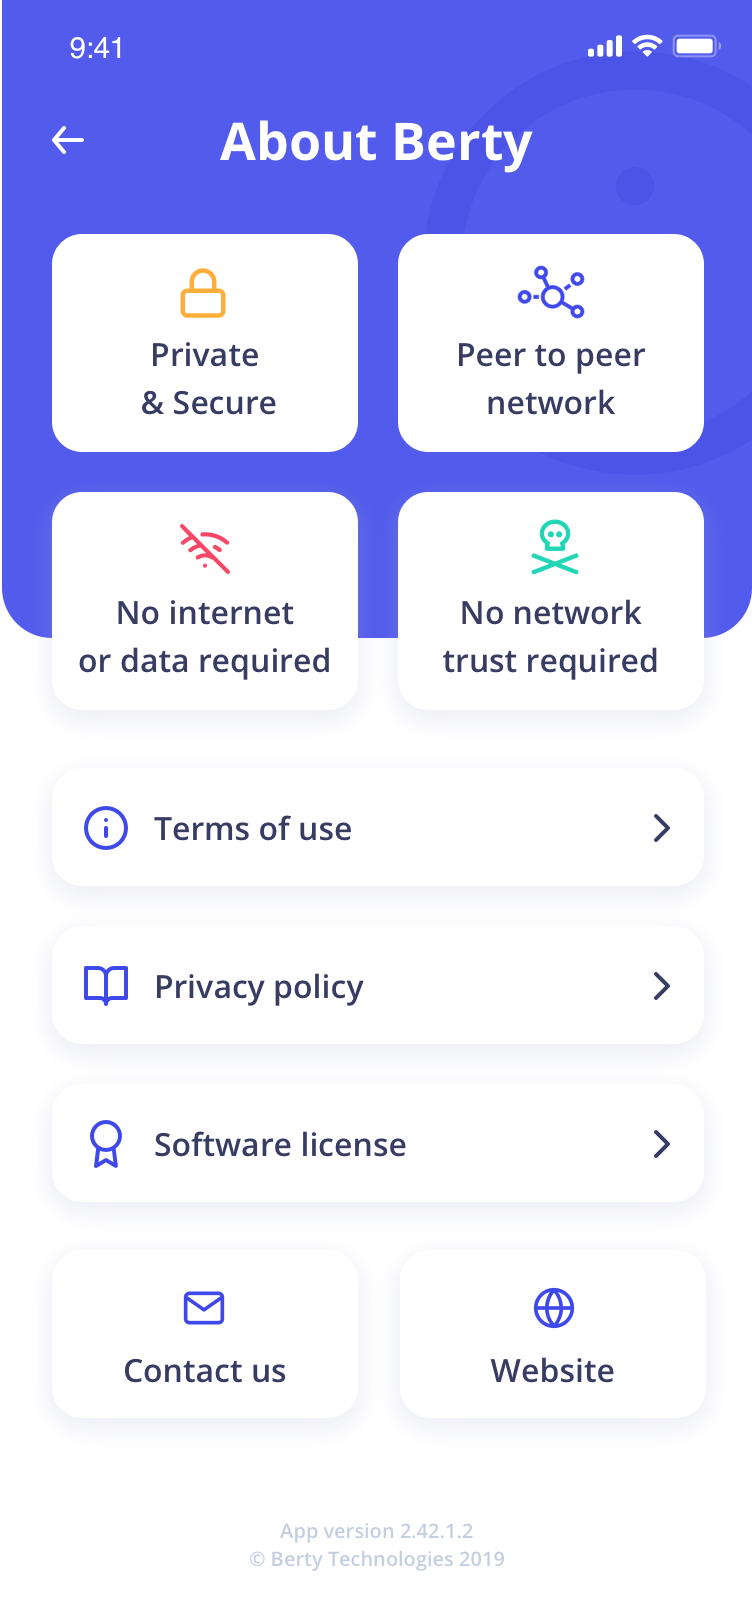 9:41
About Berty
Private
& Secure
Peer to peer
network
No internet
or data required
No network
trust required
Terms of use
Privacy policy
Software license
Contact us
Website
App version 2.42.1.2
© Berty Technologies 2019